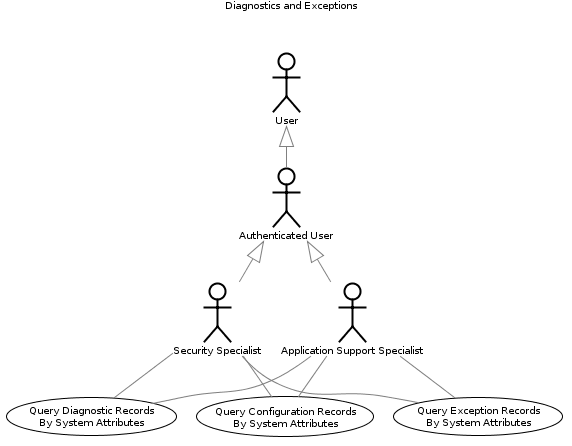 Diagnostics and Exceptions
User
Authenticated User
Security Specialist
Application Support Specialist
Query Diagnostic Records
By System Attributes
Query Configuration Records
By System Attributes
Query Exception Records
By System Attributes